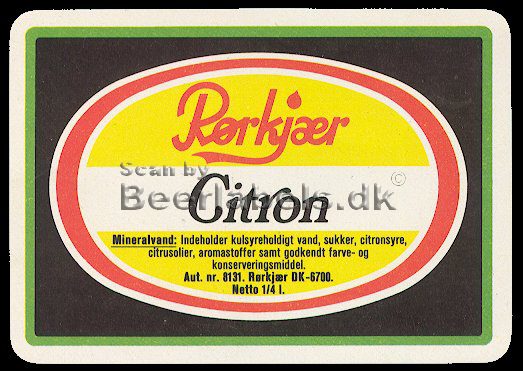 Rørkjær
Scan by
Beerlabels.dk
©
Citron
Mineralvand: Indeholder kulsyreholdigt vand, sukker, citronsyre,
citrusolier, aromastoffer samt godkendt farve- og
konserveringsmiddel.
Aut. nr. 8131. Rørkjær DK-6700.
Netto 1/4 l.